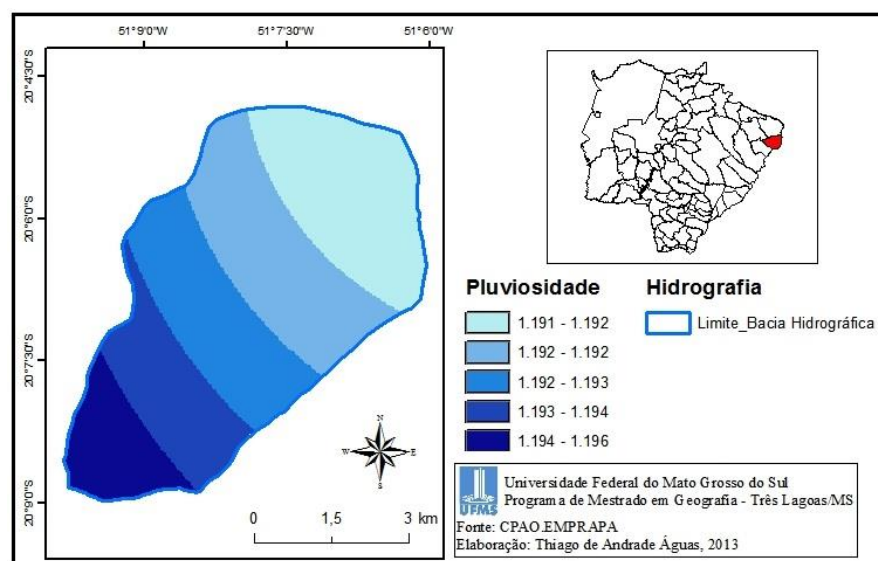 51°9'0"W
51°7'30"W
51°6'0"W
20°4'30"S
20°6'0"S
20°7'30"S
20°9'0"S
N
W
E
S
0 1,5 3 km
Pluviosidade
1.191 - 1.192
1.192 - 1.192
1.192 - 1.193
1.193 - 1.194
1.194 - 1.196
Hidrografia
Limite_Bacia Hidrográfica
UFMS
Universidade Federal do Mato Grosso do Sul
Programa de Mestrado em Geografia - Três Lagoas/MS
Fonte: CPAO.EMPRAPA
Elaboração: Thiago de Andrade Águas, 2013